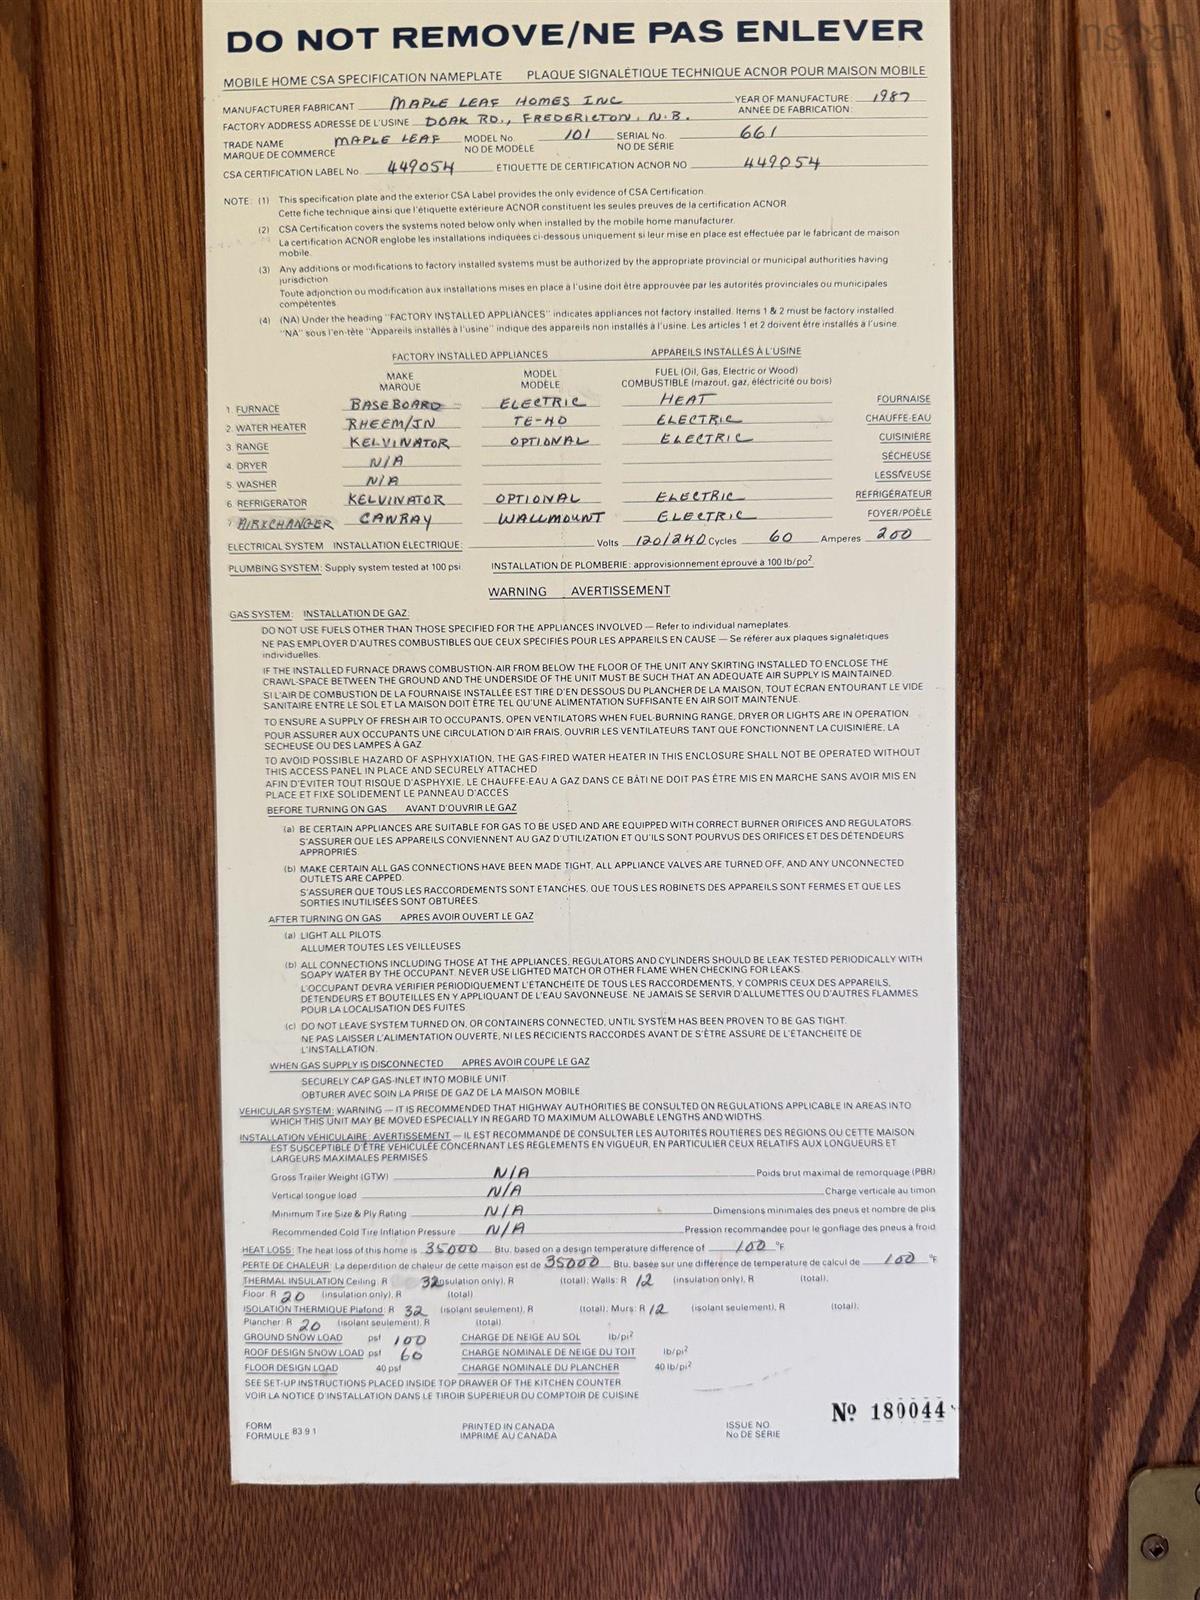 nscar
DO NOT REMOVE/NE PAS ENLEVER
MOBILE HOME CSA SPECIFICATION NAMEPLATE PLAQUE SIGNALÉTIQUE TECHNIQUE ACNOR POUR MAISON MOBILE
MANUFACTURER FABRICANT MAPLE LEAF HOMES INC YEAR OF MANUFACTURE: 1987
ANNÉE DE FABRICATION:
FACTORY ADDRESS ADRESSE DE L'USINE DOAK RD., FREDERICTON, N.B.
TRADE NAME MAPLE LEAF MODEL No. 101 SERIAL No. 661
MARQUE DE COMMERCE NO DE MODÈLE NO DE SÉRIE
CSA CERTIFICATION LABEL No. 449054 ETIQUETTE DE CERTIFICATION ACNOR NO 449054
NOTE: (1) This specification plate and the exterior CSA Label provides the only evidence of CSA Certification.
Cette fiche technique ainsi que l'étiquette extérieure ACNOR constituent les seules preuves de la certification ACNOR
(2) CSA Certification covers the systems noted below only when installed by the mobile home manufacturer.
La certification ACNOR englobe les installations indiquées ci-dessous uniquement si leur mise en place est effectuée par le fabricant de maison
mobile.
(3) Any additions or modifications to factory installed systems must be authorized by the appropriate provincial or municipal authorities having
jurisdiction
Toute adjonction ou modification aux installations mises en place à l'usine doit être approuvée par les autorités provinciales ou municipales
compétentes
(4) (NA) Under the heading "FACTORY INSTALLED APPLIANCES" indicates appliances not factory installed. Items 1 & 2 must be factory installed.
"NA" sous l'en-tête "Appareils installés à l'usine" indique des appareils non installés à l'usine. Les articles 1 et 2 doivent être installés à l'usine.
FACTORY INSTALLED APPLIANCES APPAREILS INSTALLÉS À L'USINE
MAKE MODEL FUEL (Oil, Gas, Electric or Wood)
MARQUE MODÈLE COMBUSTIBLE (mazout, gaz, éléctricité ou bois)
1. FURNACE BASEBOARD ELECTRIC HEAT FOURNAISE
2. WATER HEATER RHEEM/JN TE-40 ELECTRIC CHAUFFE-EAU
3. RANGE KELVINATOR OPTIONAL ELECTRIC CUISINIÈRE
4. DRYER N/A SÉCHEUSE
5. WASHER N/A LESSIVEUSE
6. REFRIGERATOR KELVINATOR OPTIONAL ELECTRIC RÉFRIGÉRATEUR
7. AIRXCHANGER CANRAY WALLMOUNT ELECTRIC FOYER/POÊLE
ELECTRICAL SYSTEM INSTALLATION ÉLECTRIQUE: Volts 120/240 Cycles 60 Amperes 200
PLUMBING SYSTEM: Supply system tested at 100 psi. INSTALLATION DE PLOMBERIE: approvisionnement éprouvé à 100 lb/po².
WARNING AVERTISSEMENT
GAS SYSTEM: INSTALLATION DE GAZ:
DO NOT USE FUELS OTHER THAN THOSE SPECIFIED FOR THE APPLIANCES INVOLVED — Refer to individual nameplates.
NE PAS EMPLOYER D'AUTRES COMBUSTIBLES QUE CEUX SPÉCIFIÉS POUR LES APPAREILS EN CAUSE — Se référer aux plaques signalétiques
individuelles.
IF THE INSTALLED FURNACE DRAWS COMBUSTION-AIR FROM BELOW THE FLOOR OF THE UNIT ANY SKIRTING INSTALLED TO ENCLOSE THE
CRAWL-SPACE BETWEEN THE GROUND AND THE UNDERSIDE OF THE UNIT MUST BE SUCH THAT AN ADEQUATE AIR SUPPLY IS MAINTAINED.
SI L'AIR DE COMBUSTION DE LA FOURNAISE INSTALLÉE EST TIRÉ D'EN DESSOUS DU PLANCHER DE LA MAISON, TOUT ÉCRAN ENTOURANT LE VIDE
SANITAIRE ENTRE LE SOL ET LA MAISON DOIT ÊTRE TEL QU'UNE ALIMENTATION SUFFISANTE EN AIR SOIT MAINTENUE.
TO ENSURE A SUPPLY OF FRESH AIR TO OCCUPANTS, OPEN VENTILATORS WHEN FUEL-BURNING RANGE, DRYER OR LIGHTS ARE IN OPERATION
POUR ASSURER AUX OCCUPANTS UNE CIRCULATION D'AIR FRAIS, OUVRIR LES VENTILATEURS TANT QUE FONCTIONNENT LA CUISINIÈRE, LA
SÉCHEUSE OU DES LAMPES À GAZ
TO AVOID POSSIBLE HAZARD OF ASPHYXIATION, THE GAS-FIRED WATER HEATER IN THIS ENCLOSURE SHALL NOT BE OPERATED WITHOUT
THIS ACCESS PANEL IN PLACE AND SECURELY ATTACHED
AFIN D'ÉVITER TOUT RISQUE D'ASPHYXIE, LE CHAUFFE-EAU A GAZ DANS CE BÂTI NE DOIT PAS ÊTRE MIS EN MARCHE SANS AVOIR MIS EN
PLACE ET FIXE SOLIDEMENT LE PANNEAU D'ACCES
BEFORE TURNING ON GAS AVANT D'OUVRIR LE GAZ
(a) BE CERTAIN APPLIANCES ARE SUITABLE FOR GAS TO BE USED AND ARE EQUIPPED WITH CORRECT BURNER ORIFICES AND REGULATORS.
S'ASSURER QUE LES APPAREILS CONVIENNENT AU GAZ D'UTILIZATION ET QU'ILS SONT POURVUS DES ORIFICES ET DES DÉTENDEURS
APPROPRIÉS.
(b) MAKE CERTAIN ALL GAS CONNECTIONS HAVE BEEN MADE TIGHT, ALL APPLIANCE VALVES ARE TURNED OFF, AND ANY UNCONNECTED
OUTLETS ARE CAPPED.
S'ASSURER QUE TOUS LES RACCORDEMENTS SONT ETANCHES, QUE TOUS LES ROBINETS DES APPAREILS SONT FERMES ET QUE LES
SORTIES INUTILISÉES SONT OBTURÉES.
AFTER TURNING ON GAS APRES AVOIR OUVERT LE GAZ
(a) LIGHT ALL PILOTS.
ALLUMER TOUTES LES VEILLEUSES
(b) ALL CONNECTIONS INCLUDING THOSE AT THE APPLIANCES, REGULATORS AND CYLINDERS SHOULD BE LEAK TESTED PERIODICALLY WITH
SOAPY WATER BY THE OCCUPANT. NEVER USE LIGHTED MATCH OR OTHER FLAME WHEN CHECKING FOR LEAKS.
L'OCCUPANT DEVRA VÉRIFIER PÉRIODIQUEMENT L'ETANCHEITE DE TOUS LES RACCORDEMENTS, Y COMPRIS CEUX DES APPAREILS,
DÉTENDEURS ET BOUTEILLES EN Y APPLIQUANT DE L'EAU SAVONNEUSE. NE JAMAIS SE SERVIR D'ALLUMETTES OU D'AUTRES FLAMMES
POUR LA LOCALISATION DES FUITES
(c) DO NOT LEAVE SYSTEM TURNED ON, OR CONTAINERS CONNECTED, UNTIL SYSTEM HAS BEEN PROVEN TO BE GAS TIGHT.
NE PAS LAISSER L'ALIMENTATION OUVERTE, NI LES RECIPIENTS RACCORDÉS AVANT DE S'ÊTRE ASSURE DE L'ETANCHEITE DE
L'INSTALLATION.
WHEN GAS SUPPLY IS DISCONNECTED APRES AVOIR COUPE LE GAZ
SECURELY CAP GAS-INLET INTO MOBILE UNIT.
OBTURER AVEC SOIN LA PRISE DE GAZ DE LA MAISON MOBILE
VEHICULAR SYSTEM: WARNING — IT IS RECOMMENDED THAT HIGHWAY AUTHORITIES BE CONSULTED ON REGULATIONS APPLICABLE IN AREAS INTO
WHICH THIS UNIT MAY BE MOVED ESPECIALLY IN REGARD TO MAXIMUM ALLOWABLE LENGTHS AND WIDTHS.
INSTALLATION VÉHICULAIRE: AVERTISSEMENT — IL EST RECOMMANDE DE CONSULTER LES AUTORITÉS ROUTIÈRES DES RÉGIONS OU CETTE MAISON
EST SUSCEPTIBLE D'ÊTRE VÉHICULÉE CONCERNANT LES RÈGLEMENTS EN VIGUEUR, EN PARTICULIER CEUX RELATIFS AUX LONGUEURS ET
LARGEURS MAXIMALES PERMISES.
Gross Trailer Weight (GTW) N/A Poids brut maximal de remorquage (PBR)
Vertical tongue load N/A Charge verticale au timon
Minimum Tire Size & Ply Rating N/A Dimensions minimales des pneus et nombre de plis
Recommended Cold Tire Inflation Pressure N/A Pression recommandée pour le gonflage des pneus à froid
HEAT LOSS: The heat loss of this home is 35000 Btu. based on a design temperature difference of 100 °F
PERTE DE CHALEUR: La deperdition de chaleur de cette maison est de 35000 Btu. basée sur une différence de temperature de calcul de 100 °F
THERMAL INSULATION Ceiling: R 32 insulation only), R (total); Walls: R 12 (insulation only), R (total).
Floor: R 20 (insulation only), R (total)
ISOLATION THERMIQUE Plafond: R 32 (isolant seulement), R (total); Murs: R 12 (isolant seulement), R (total).
Plancher: R 20 (isolant seulement), R (total).
GROUND SNOW LOAD psf 100 CHARGE DE NEIGE AU SOL lb/pi²
ROOF DESIGN SNOW LOAD psf 60 CHARGE NOMINALE DE NEIGE DU TOIT lb/pi²
FLOOR DESIGN LOAD 40 psf CHARGE NOMINALE DU PLANCHER 40 lb/pi²
SEE SET-UP INSTRUCTIONS PLACED INSIDE TOP DRAWER OF THE KITCHEN COUNTER
VOIR LA NOTICE D'INSTALLATION DANS LE TIROIR SUPERIEUR DU COMPTOIR DE CUISINE
Nº 180044
FORM PRINTED IN CANADA ISSUE NO.
FORMULE 83.9 1 IMPRIME AU CANADA No DE SÉRIE